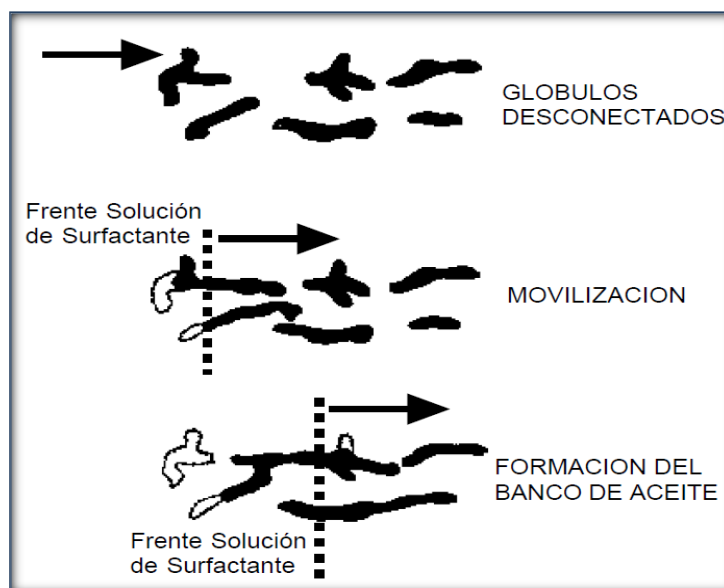 GLOBULOS
DESCONECTADOS
Frente Solución
de Surfactante
MOVILIZACION
FORMACION DEL
BANCO DE ACEITE
Frente Solución
de Surfactante